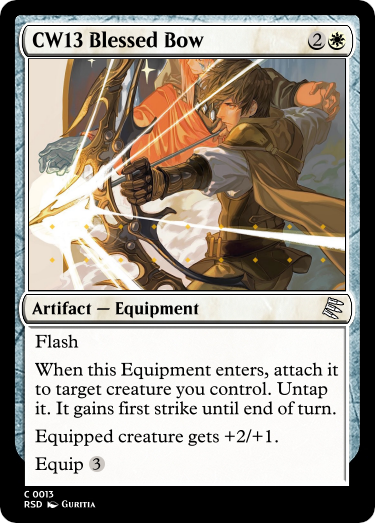 CW13 Blessed Bow 2
Artifact — Equipment
Flash
When this Equipment enters, attach it
to target creature you control. Untap
it. It gains first strike until end of turn.
Equipped creature gets +2/+1.
Equip 3
C 0013
RSD Guritia